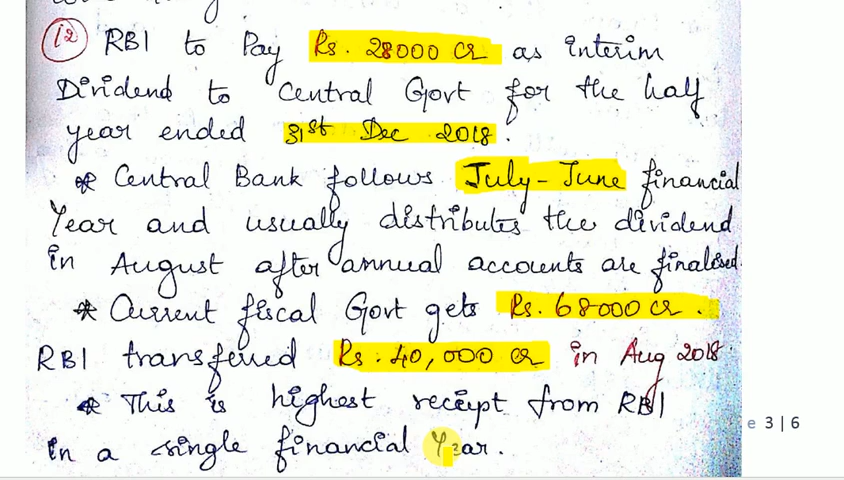 (12) RBI to Pay Rs. 28000 cr as interim
Dividend to Central Govt for the half
year ended 31st Dec 2018.
* Central Bank follows July-June financial
Year and usually distributes the dividend
in August after annual accounts are finalised.
* Current fiscal Govt gets Rs. 68000 cr.
RBI transferred Rs. 40,000 cr in Aug 2018
* This is highest receipt from RBI
in a single financial Year.
e 3 | 6